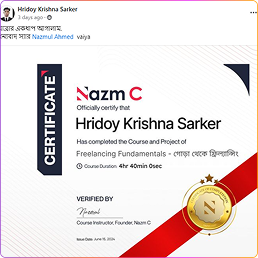 Hridoy Krishna Sarker
3 days ago
আরোও একধাপ আগালাম,
ধন্যবাদ স্যার Nazmul Ahmed vaiya
CERTIFICATE
Nazm C
Officially certify that
Hridoy Krishna Sarker
Has completed the Course and Project of
Freelancing Fundamentals - গোড়া থেকে ফ্রিল্যান্সিং
Course Duration: 4hr 40min 0sec
VERIFIED BY
Course Instructor, Founder, Nazm C
Issue Date: June 16, 2024